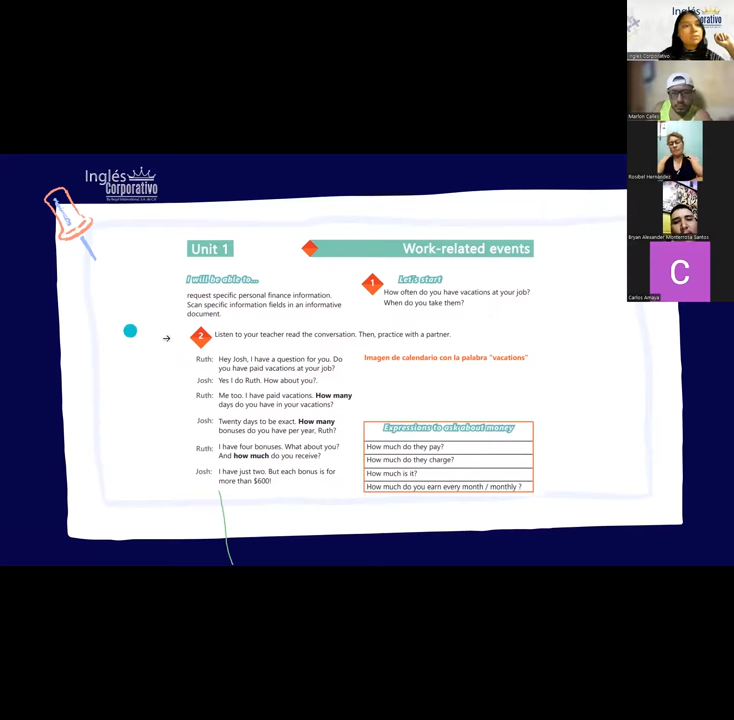 Inglés
Corporativo
Unit 1
Work-related events
I will be able to...
request specific personal finance information.
Scan specific information fields in an informative
document.
1
Let's start
How often do you have vacations at your job?
When do you take them?
2
Listen to your teacher read the conversation. Then, practice with a partner.
Ruth: Hey Josh, I have a question for you. Do
you have paid vacations at your job?
Josh: Yes I do Ruth. How about you?.
Ruth: Me too. I have paid vacations. How many
days do you have in your vacations?
Josh: Twenty days to be exact. How many
bonuses do you have per year, Ruth?
Ruth: I have four bonuses. What about you?
And how much do you receive?
Josh: I have just two. But each bonus is for
more than $600!
Imagen de calendario con la palabra "vacations"
Expressions to ask about money
How much do they pay?
How much do they charge?
How much is it?
How much do you earn every month / monthly ?
Inglés Corporativo
Marlon Calles
Rosibel Hernández
Bryan Alexander Monterrosa Santos
C
Carlos Amaya